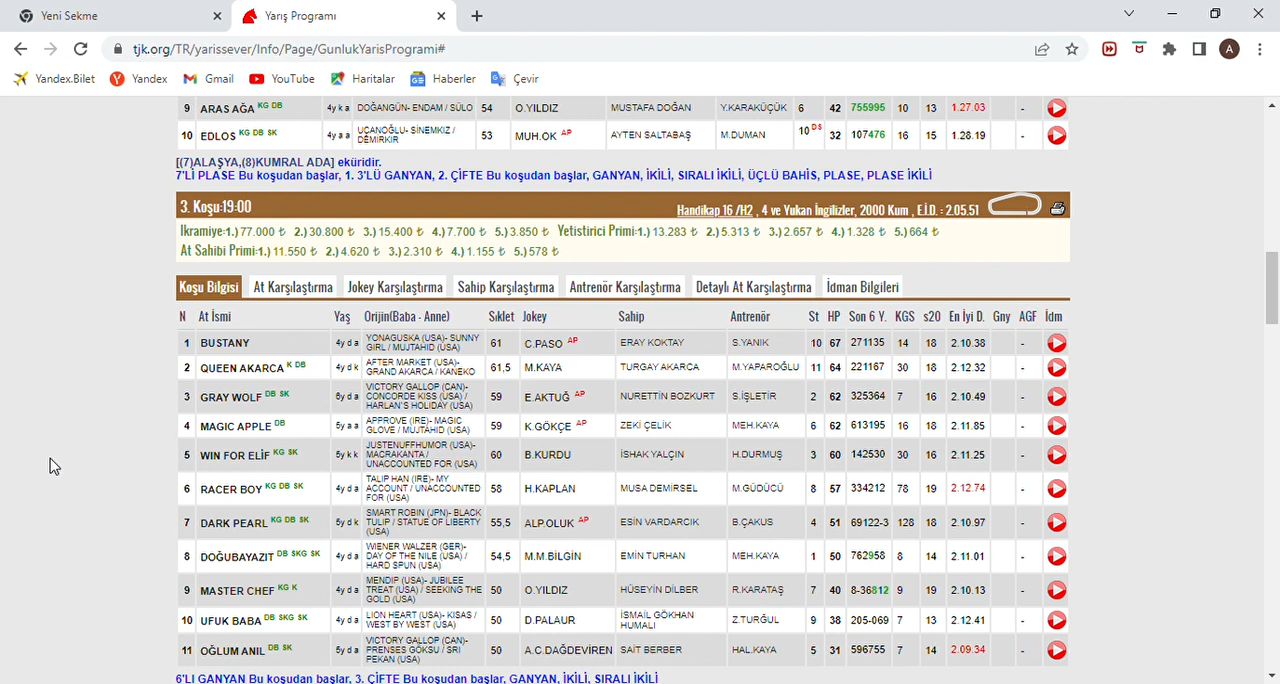 Yeni Sekme
Yarış Programı
tjk.org/TR/yarissever/Info/Page/GunlukYarisProgrami#
A
Yandex.Bilet Yandex Gmail YouTube Haritalar Haberler Çevir
9 ARAS AĞA KG DB 4y k a DOĞANGÜN- ENDAM / SÜLO 54 O.YILDIZ MUSTAFA DOĞAN Y.KARAKÜÇÜK 6 42 755995 10 13 1.27.03 -
10 EDLOS KG DB SK 4y a a UÇANOĞLU- SİNEMKIZ / DEMİRKIR 53 MUH.OK AP AYTEN SALTABAŞ M.DUMAN 10 DS 32 107476 16 15 1.28.19 -
[(7)ALAŞYA,(8)KUMRAL ADA] eküridir.
7'Lİ PLASE Bu koşudan başlar, 1. 3'LÜ GANYAN, 2. ÇİFTE Bu koşudan başlar, GANYAN, İKİLİ, SIRALI İKİLİ, ÜÇLÜ BAHİS, PLASE, PLASE İKİLİ
3. Koşu:19:00 Handikap 16 /H2 , 4 ve Yukarı İngilizler, 2000 Kum , E.İ.D. : 2.05.51
Ikramiye:1.) 77.000 ₺ 2.) 30.800 ₺ 3.) 15.400 ₺ 4.) 7.700 ₺ 5.) 3.850 ₺ Yetistirici Primi:1.) 13.283 ₺ 2.) 5.313 ₺ 3.) 2.657 ₺ 4.) 1.328 ₺ 5.) 664 ₺
At Sahibi Primi:1.) 11.550 ₺ 2.) 4.620 ₺ 3.) 2.310 ₺ 4.) 1.155 ₺ 5.) 578 ₺
Koşu Bilgisi At Karşılaştırma Jokey Karşılaştırma Sahip Karşılaştırma Antrenör Karşılaştırma Detaylı At Karşılaştırma İdman Bilgileri
N At İsmi Yaş Orijin(Baba - Anne) Sıklet Jokey Sahip Antrenör St HP Son 6 Y. KGS s20 En İyi D. Gny AGF İdm
1 BUSTANY 4y d a YONAGUSKA (USA)- SUNNY GIRL / MUJTAHID (USA) 61 C.PASO AP ERAY KOKTAY S.YANIK 10 67 271135 14 18 2.10.38 -
2 QUEEN AKARCA K DB 4y d k AFTER MARKET (USA)- GRAND AKARCA / KANEKO 61,5 M.KAYA TURGAY AKARCA M.YAPAROĞLU 11 64 221167 30 18 2.12.32 -
3 GRAY WOLF DB SK 6y d a VICTORY GALLOP (CAN)- CONCORDE KISS (USA) / HARLAN'S HOLIDAY (USA) 59 E.AKTUĞ AP NURETTİN BOZKURT S.İŞLETİR 2 62 325364 7 16 2.10.49 -
4 MAGIC APPLE DB 5y a a APPROVE (IRE)- MAGIC GLOVE / MUJTAHID (USA) 59 K.GÖKÇE AP ZEKİ ÇELİK MEH.KAYA 6 62 613195 16 18 2.11.85 -
5 WIN FOR ELİF KG SK 5y k k JUSTENUFFHUMOR (USA)- MACRAKANTA / UNACCOUNTED FOR (USA) 60 B.KURDU İSHAK YALÇIN H.DURMUŞ 3 60 142530 30 16 2.11.25 -
6 RACER BOY KG DB SK 4y d a TALIP HAN (IRE)- MY ACCOUNT / UNACCOUNTED FOR (USA) 58 H.KAPLAN MUSA DEMİRSEL M.GÜDÜCÜ 8 57 334212 78 19 2.12.74 -
7 DARK PEARL KG DB SK 5y d k SMART ROBIN (JPN)- BLACK TULIP / STATUE OF LIBERTY (USA) 55,5 ALP.OLUK AP ESİN VARDARCIK B.ÇAKUS 4 51 69122-3 128 18 2.10.97 -
8 DOĞUBAYAZIT DB SKG SK 4y d a WIENER WALZER (GER)- DAY OF THE NILE (USA) / HARD SPUN (USA) 54,5 M.M.BİLGİN EMİN TURHAN MEH.KAYA 1 50 762958 8 14 2.11.01 -
9 MASTER CHEF KG K 4y d a MENDIP (USA)- JUBILEE TREAT (USA) / SEEKING THE GOLD (USA) 50 O.YILDIZ HÜSEYİN DİLBER R.KARATAŞ 7 40 8-36812 9 19 2.10.13 -
10 UFUK BABA DB SKG SK 4y d a LION HEART (USA)- KISAS / WEST BY WEST (USA) 50 D.PALAUR İSMAİL GÖKHAN HUMALI Z.TURĞUL 9 38 205-069 7 13 2.12.41 -
11 OĞLUM ANIL DB SK 5y d a VICTORY GALLOP (CAN)- PRENSES GÖKSU / SRI PEKAN (USA) 50 A.C.DAĞDEVİREN SAİT BERBER HAL.KAYA 5 31 596755 7 14 2.09.34 -
6'LI GANYAN Bu koşudan başlar, 3. ÇİFTE Bu koşudan başlar, GANYAN, İKİLİ, SIRALI İKİLİ